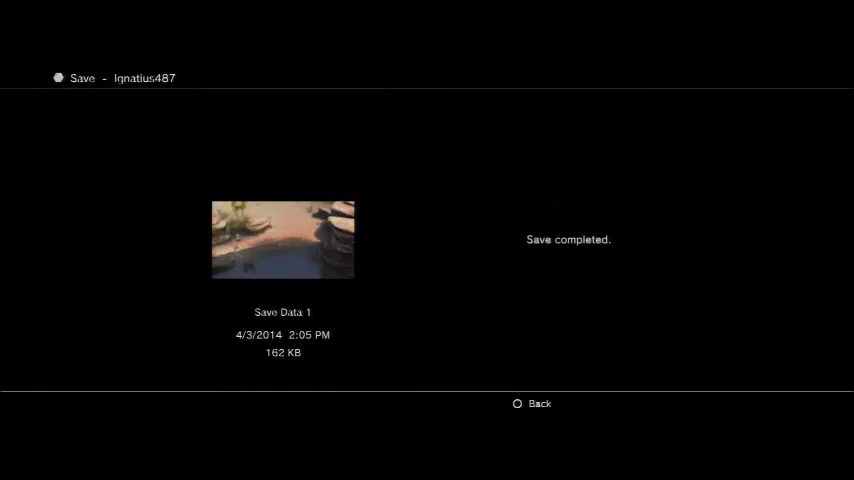 Save - Ignatius487
Save completed.
Save Data 1
4/3/2014 2:05 PM
162 KB
Back